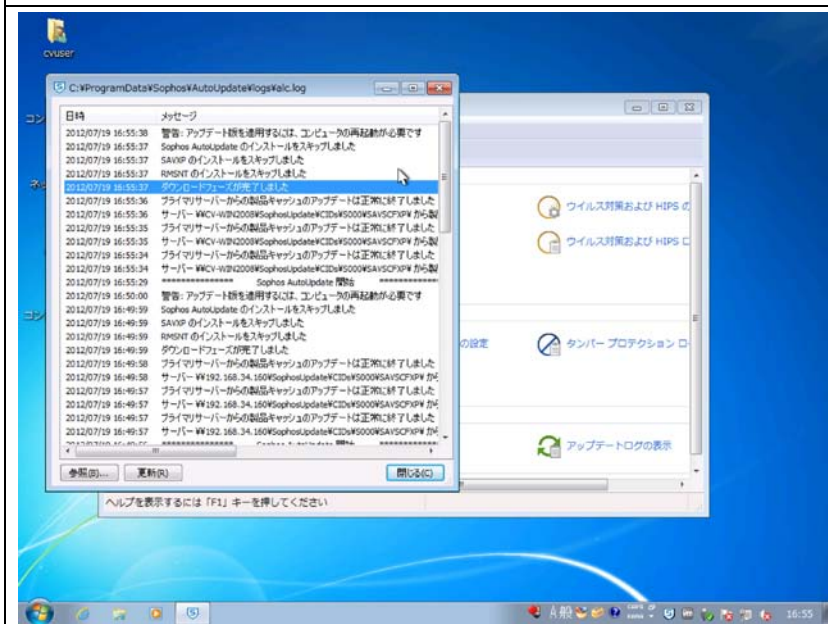 cvuser
C:¥ProgramData¥Sophos¥AutoUpdate¥logs¥alc.log
日時 メッセージ
2012/07/19 16:55:38 警告: アップデート版を適用するには、コンピュータの再起動が必要です
2012/07/19 16:55:37 Sophos AutoUpdate のインストールをスキップしました
2012/07/19 16:55:37 SAVXP のインストールをスキップしました
2012/07/19 16:55:37 RMSNT のインストールをスキップしました
2012/07/19 16:55:37 ダウンロードフェーズが完了しました
2012/07/19 16:55:36 プライマリサーバーからの製品キャッシュのアップデートは正常に終了しました
2012/07/19 16:55:36 サーバー ¥¥CV-WIN2008¥SophosUpdate¥CIDs¥S000¥SAVSCFXP¥ から製
2012/07/19 16:55:35 プライマリサーバーからの製品キャッシュのアップデートは正常に終了しました
2012/07/19 16:55:35 サーバー ¥¥CV-WIN2008¥SophosUpdate¥CIDs¥S000¥SAVSCFXP¥ から製
2012/07/19 16:55:34 プライマリサーバーからの製品キャッシュのアップデートは正常に終了しました
2012/07/19 16:55:34 サーバー ¥¥CV-WIN2008¥SophosUpdate¥CIDs¥S000¥SAVSCFXP¥ から製
2012/07/19 16:55:29 *************** Sophos AutoUpdate 開始 ***************
2012/07/19 16:50:00 警告: アップデート版を適用するには、コンピュータの再起動が必要です
2012/07/19 16:49:59 Sophos AutoUpdate のインストールをスキップしました
2012/07/19 16:49:59 SAVXP のインストールをスキップしました
2012/07/19 16:49:59 RMSNT のインストールをスキップしました
2012/07/19 16:49:59 ダウンロードフェーズが完了しました
2012/07/19 16:49:58 プライマリサーバーからの製品キャッシュのアップデートは正常に終了しました
2012/07/19 16:49:58 サーバー ¥¥192.168.34.160¥SophosUpdate¥CIDs¥S000¥SAVSCFXP¥ から
2012/07/19 16:49:57 プライマリサーバーからの製品キャッシュのアップデートは正常に終了しました
2012/07/19 16:49:57 サーバー ¥¥192.168.34.160¥SophosUpdate¥CIDs¥S000¥SAVSCFXP¥ から
2012/07/19 16:49:57 プライマリサーバーからの製品キャッシュのアップデートは正常に終了しました
2012/07/19 16:49:57 サーバー ¥¥192.168.34.160¥SophosUpdate¥CIDs¥S000¥SAVSCFXP¥ から
参照(B)... 更新(R) 閉じる(C)
ウイルス対策および HIPS の
ウイルス対策および HIPS ロ
の設定 タンパー プロテクション ロ
アップデートログの表示
ヘルプを表示するには「F1」キーを押してください
A 般
16:55